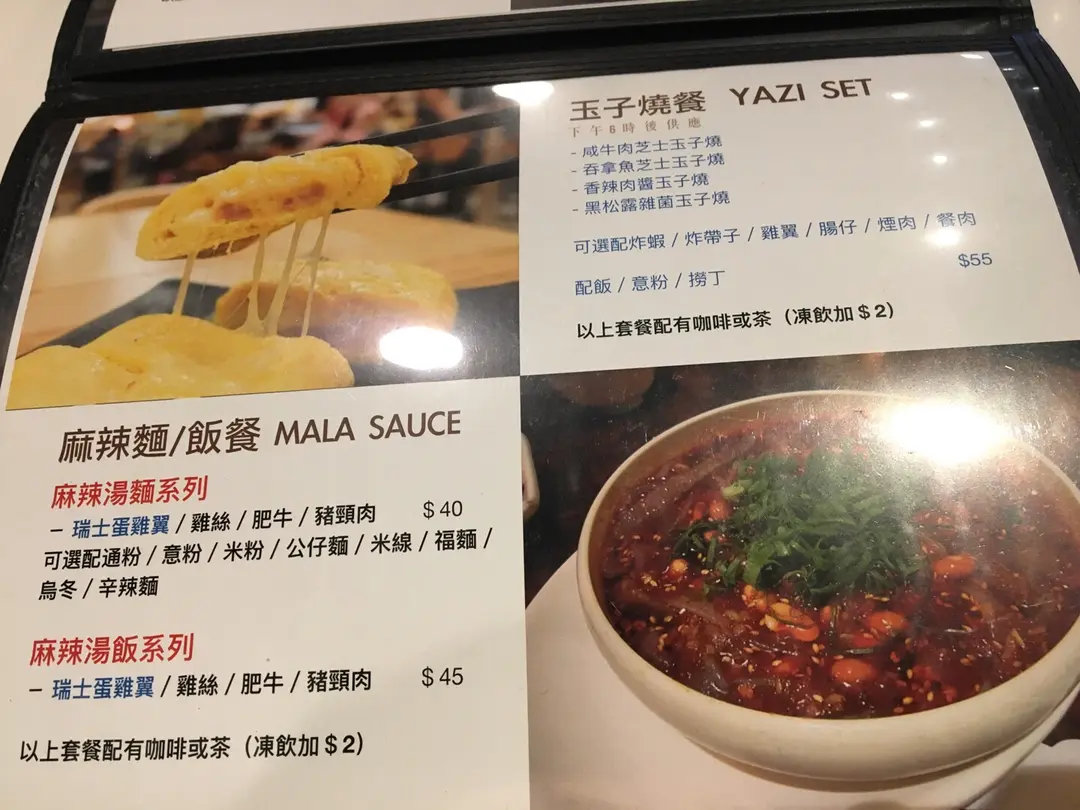 玉子燒餐 YAZI SET
下午6時後供應
- 咸牛肉芝士玉子燒
- 吞拿魚芝士玉子燒
- 香辣肉醬玉子燒
- 黑松露雜菌玉子燒
可選配炸蝦 / 炸帶子 / 雞翼 / 腸仔 / 煙肉 / 餐肉
$55
配飯 / 意粉 / 撈丁
以上套餐配有咖啡或茶（凍飲加 $ 2）
麻辣麵/飯餐 MALA SAUCE
麻辣湯麵系列
– 瑞士蛋雞翼 / 雞絲 / 肥牛 / 豬頸肉 $ 40
可選配通粉 / 意粉 / 米粉 / 公仔麵 / 米線 / 福麵 /
烏冬 / 辛辣麵
麻辣湯飯系列
– 瑞士蛋雞翼 / 雞絲 / 肥牛 / 豬頸肉 $ 45
以上套餐配有咖啡或茶（凍飲加 $ 2）